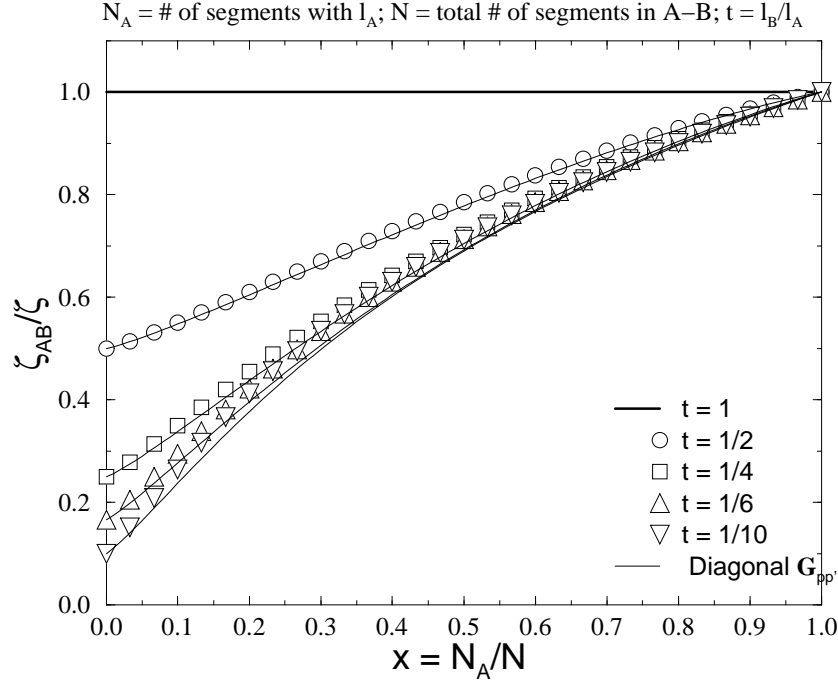 N_A = # of segments with l_A; N = total # of segments in A–B; t = l_B/l_A
1.0
0.8
0.6
0.4
0.2
0.0
ζ_AB/ζ
t = 1
t = 1/2
t = 1/4
t = 1/6
t = 1/10
Diagonal G_pp'
0.0 0.1 0.2 0.3 0.4 0.5 0.6 0.7 0.8 0.9 1.0
x = N_A/N